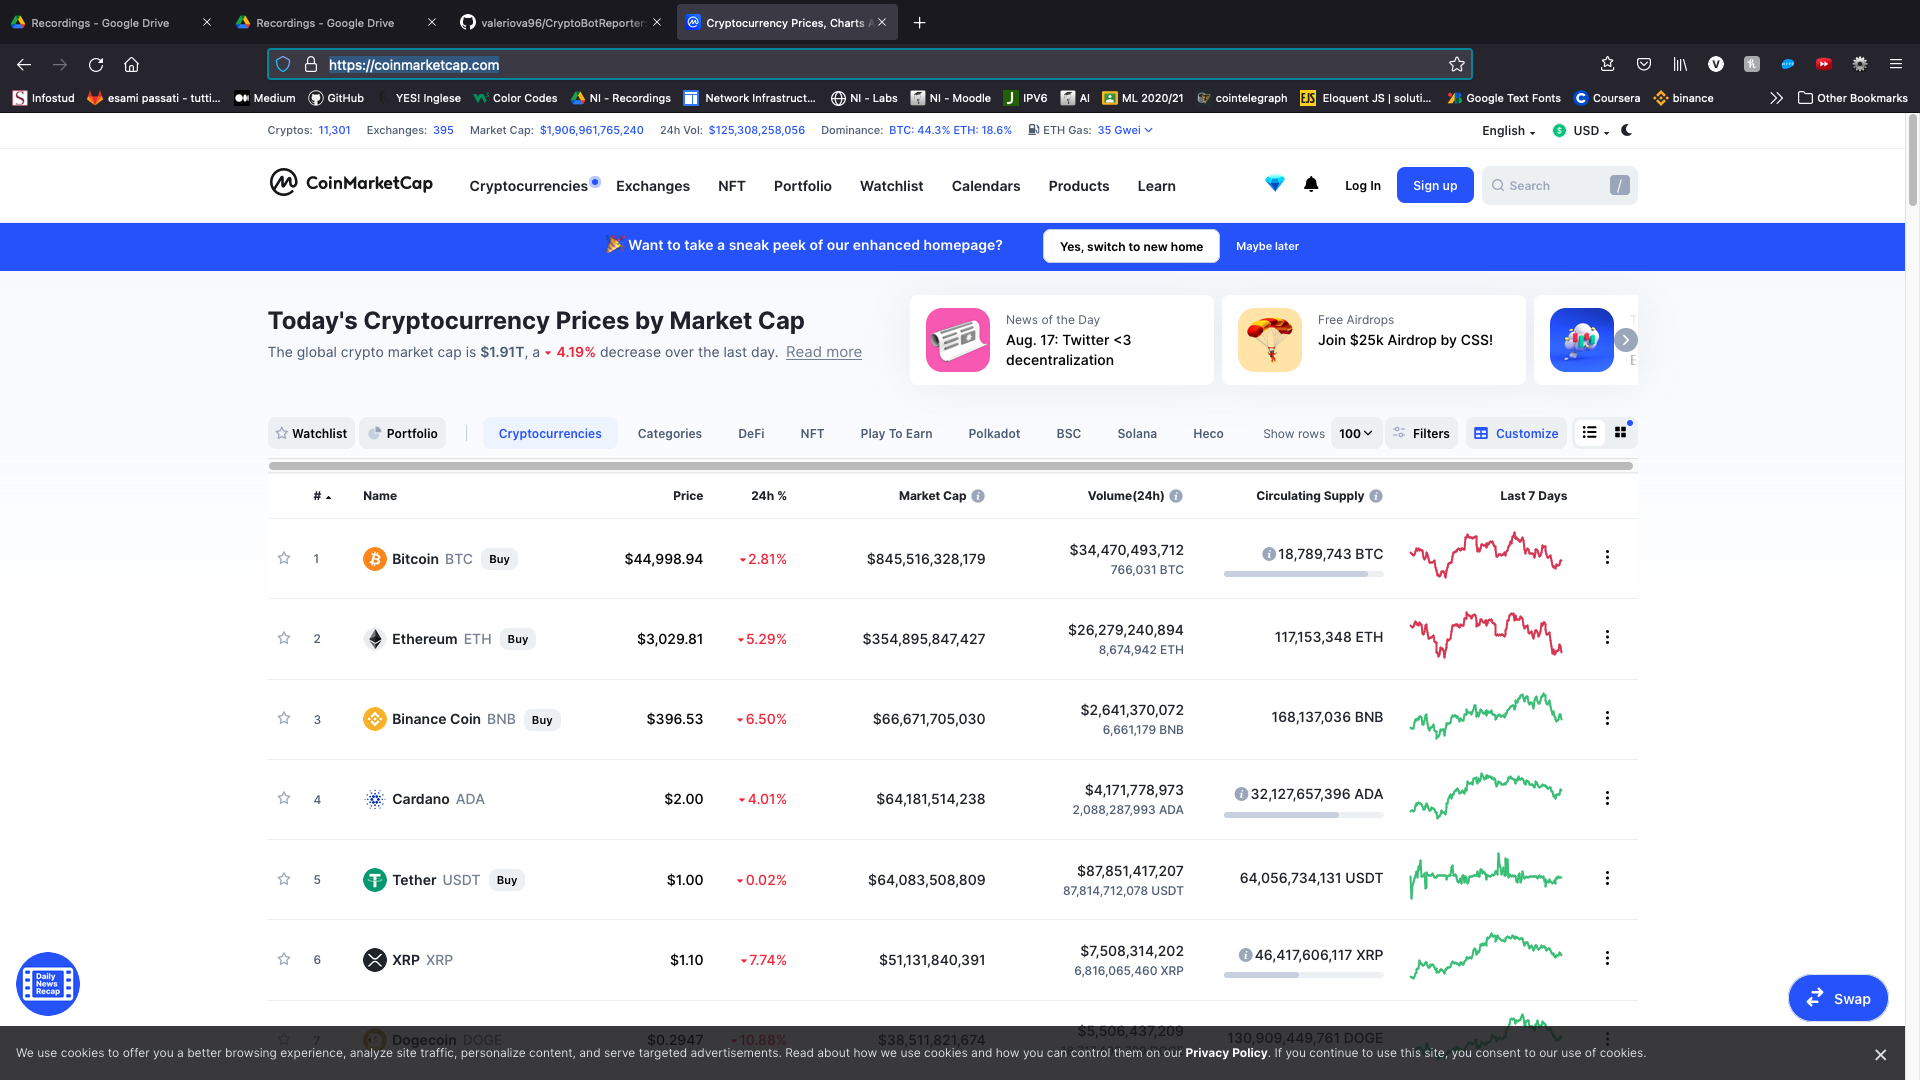 Recordings - Google Drive
Recordings - Google Drive
valeriova96/CryptoBotReporter:
Cryptocurrency Prices, Charts A
https://coinmarketcap.com
Infostud
esami passati - tutti...
Medium
GitHub
YES! Inglese
Color Codes
NI - Recordings
Network Infrastruct...
NI - Labs
NI - Moodle
IPV6
AI
ML 2020/21
cointelegraph
Eloquent JS | soluti...
Google Text Fonts
Coursera
binance
Other Bookmarks
Cryptos: 11,301
Exchanges: 395
Market Cap: $1,906,961,765,240
24h Vol: $125,308,258,056
Dominance: BTC: 44.3% ETH: 18.6%
ETH Gas: 35 Gwei
English
USD
CoinMarketCap
Cryptocurrencies
Exchanges
NFT
Portfolio
Watchlist
Calendars
Products
Learn
Log In
Sign up
Search
/
Want to take a sneak peek of our enhanced homepage?
Yes, switch to new home
Maybe later
Today's Cryptocurrency Prices by Market Cap
The global crypto market cap is $1.91T, a 4.19% decrease over the last day. Read more
News of the Day
Aug. 17: Twitter <3
decentralization
Free Airdrops
Join $25k Airdrop by CSS!
Watchlist
Portfolio
Cryptocurrencies
Categories
DeFi
NFT
Play To Earn
Polkadot
BSC
Solana
Heco
Show rows
100
Filters
Customize
# Name Price 24h % Market Cap Volume(24h) Circulating Supply Last 7 Days
1 Bitcoin BTC Buy $44,998.94 2.81% $845,516,328,179 $34,470,493,712 18,789,743 BTC
766,031 BTC
2 Ethereum ETH Buy $3,029.81 5.29% $354,895,847,427 $26,279,240,894 117,153,348 ETH
8,674,942 ETH
3 Binance Coin BNB Buy $396.53 6.50% $66,671,705,030 $2,641,370,072 168,137,036 BNB
6,661,179 BNB
4 Cardano ADA $2.00 4.01% $64,181,514,238 $4,171,778,973 32,127,657,396 ADA
2,088,287,993 ADA
5 Tether USDT Buy $1.00 0.02% $64,083,508,809 $87,851,417,207 64,056,734,131 USDT
87,814,712,078 USDT
6 XRP XRP $1.10 7.74% $51,131,840,391 $7,508,314,202 46,417,606,117 XRP
6,816,065,460 XRP
7 Dogecoin DOGE $0.2947 10.88% $38,511,821,674 $5,506,437,209 130,909,449,761 DOGE
Daily
News
Recap
Swap
We use cookies to offer you a better browsing experience, analyze site traffic, personalize content, and serve targeted advertisements. Read about how we use cookies and how you can control them on our Privacy Policy. If you continue to use this site, you consent to our use of cookies.